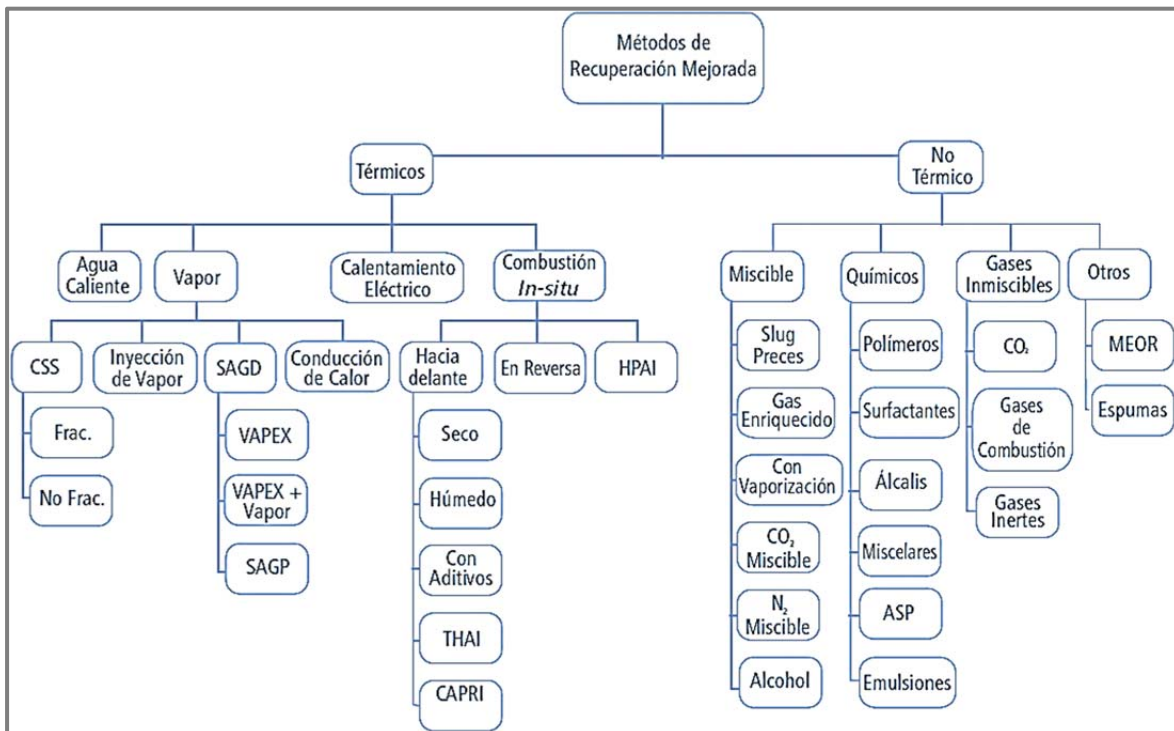 Métodos de
Recuperación Mejorada
Térmicos
No
Térmico
Agua
Caliente
Vapor
Calentamiento
Eléctrico
Combustión
In-situ
Miscible
Químicos
Gases
Inmiscibles
Otros
CSS
Inyección
de Vapor
SAGD
Conducción
de Calor
Hacia
delante
En Reversa
HPAI
Frac.
No Frac.
VAPEX
VAPEX +
Vapor
SAGP
Seco
Húmedo
Con
Aditivos
THAI
CAPRI
Slug
Preces
Gas
Enriquecido
Con
Vaporización
CO₂
Miscible
N₂
Miscible
Alcohol
Polímeros
Surfactantes
Álcalis
Miscelares
ASP
Emulsiones
CO₂
Gases
de
Combustión
Gases
Inertes
MEOR
Espumas